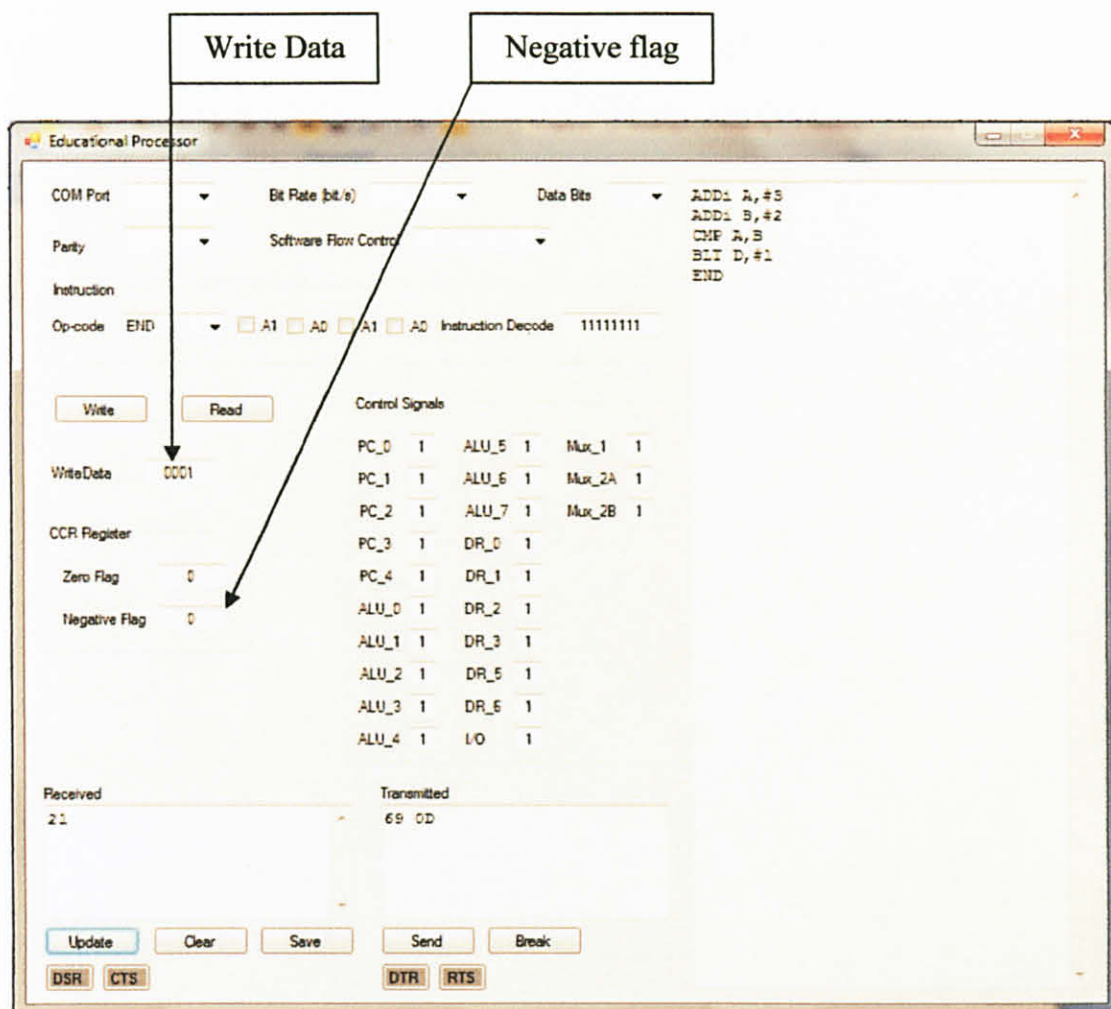 Write Data Negative flag
Educational Processor
COM Port Bit Rate (bit/s) Data Bits
Parity Software Flow Control
Instruction
Op-code END A1 A0 A1 A0 Instruction Decode 11111111
ADDi A,#3
ADDi B,#2
CMP A,B
BLT D,#1
END
Write Read
WriteData 0001
CCR Register
Zero Flag 0
Negative Flag 0
Control Signals
PC_0 1 ALU_5 1 Mux_1 1
PC_1 1 ALU_6 1 Mux_2A 1
PC_2 1 ALU_7 1 Mux_2B 1
PC_3 1 DR_0 1
PC_4 1 DR_1 1
ALU_0 1 DR_2 1
ALU_1 1 DR_3 1
ALU_2 1 DR_5 1
ALU_3 1 DR_6 1
ALU_4 1 I/O 1
Received
21
Transmitted
69 0D
Update Clear Save Send Break
DSR CTS DTR RTS